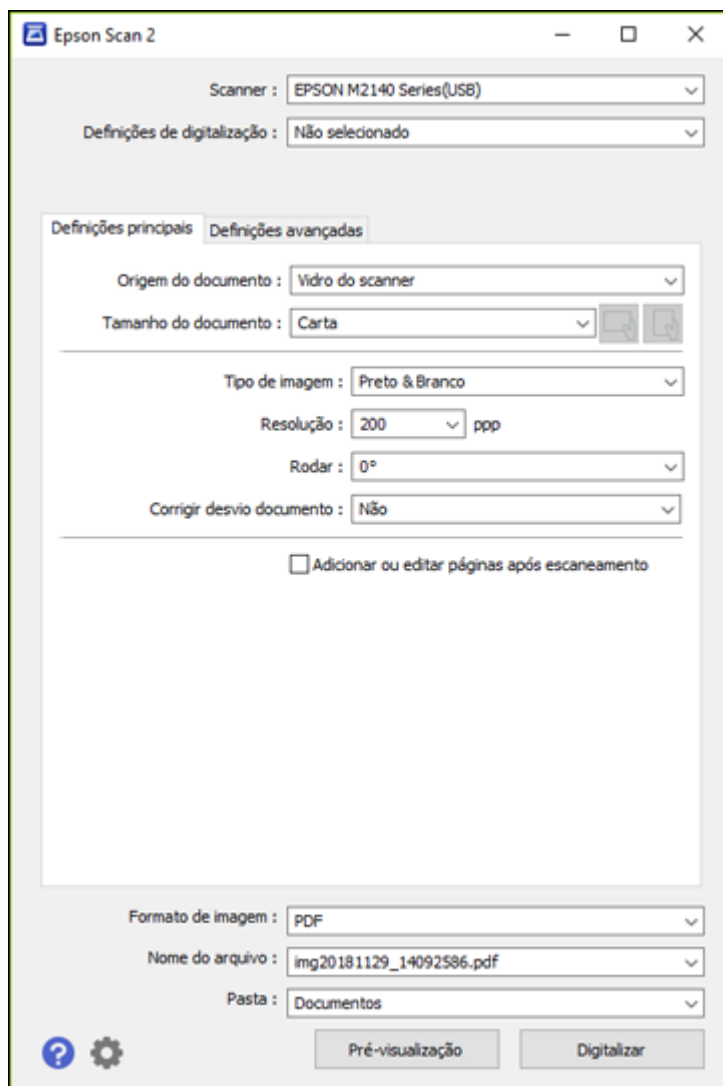 Epson Scan 2
Scanner : EPSON M2140 Series(USB)
Definições de digitalização : Não selecionado
Definições principais Definições avançadas
Origem do documento : Vidro do scanner
Tamanho do documento : Carta
Tipo de imagem : Preto & Branco
Resolução : 200 ppp
Rodar : 0°
Corrigir desvio documento : Não
Adicionar ou editar páginas após escaneamento
Formato de imagem : PDF
Nome do arquivo : img20181129_14092586.pdf
Pasta : Documentos
? Pré-visualização Digitalizar